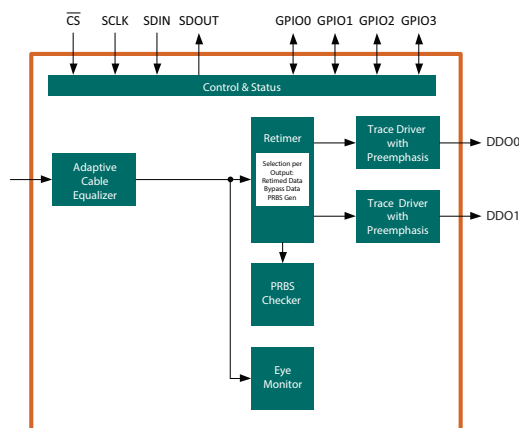 CS SCLK SDIN SDOUT GPIO0 GPIO1 GPIO2 GPIO3
Control & Status
Adaptive
Cable
Equalizer
Retimer
Selection per
Output:
Retimed Data
Bypass Data
PRBS Gen
Trace Driver
with
Preemphasis
DDO0
Trace Driver
with
Preemphasis
DDO1
PRBS
Checker
Eye
Monitor